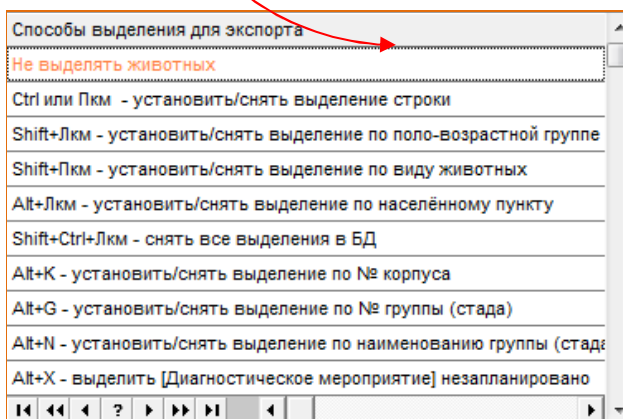 Способы выделения для экспорта
Не выделять животных
Ctrl или Пкм - установить/снять выделение строки
Shift+Лкм - установить/снять выделение по поло-возрастной группе
Shift+Пкм - установить/снять выделение по виду животных
Alt+Лкм - установить/снять выделение по населённому пункту
Shift+Ctrl+Лкм - снять все выделения в БД
Alt+K - установить/снять выделение по № корпуса
Alt+G - установить/снять выделение по № группы (стада)
Alt+N - установить/снять выделение по наименованию группы (стада
Alt+X - выделить [Диагностическое мероприятие] незапланировано
?